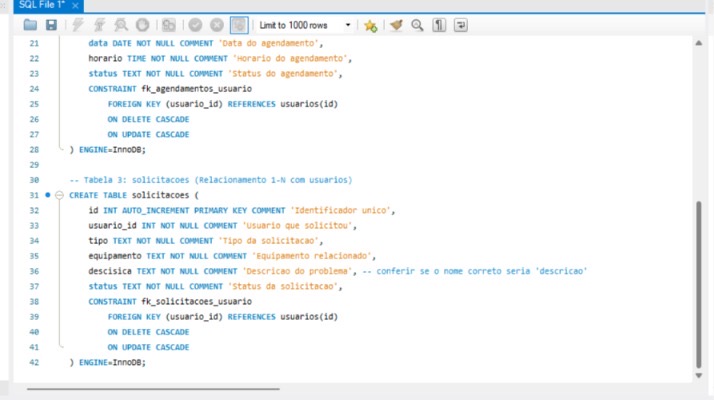 SQL File 1*
Limit to 1000 rows
21 data DATE NOT NULL COMMENT 'Data do agendamento',
22 horario TIME NOT NULL COMMENT 'Horario do agendamento',
23 status TEXT NOT NULL COMMENT 'Status do agendamento',
24 CONSTRAINT fk_agendamentos_usuario
25 FOREIGN KEY (usuario_id) REFERENCES usuarios(id)
26 ON DELETE CASCADE
27 ON UPDATE CASCADE
28 ) ENGINE=InnoDB;
29
30 -- Tabela 3: solicitacoes (Relacionamento 1-N com usuarios)
31 CREATE TABLE solicitacoes (
32 id INT AUTO_INCREMENT PRIMARY KEY COMMENT 'Identificador unico',
33 usuario_id INT NOT NULL COMMENT 'Usuario que solicitou',
34 tipo TEXT NOT NULL COMMENT 'Tipo da solicitacao',
35 equipamento TEXT NOT NULL COMMENT 'Equipamento relacionado',
36 descisica TEXT NOT NULL COMMENT 'Descricao do problema', -- conferir se o nome correto seria 'descricao'
37 status TEXT NOT NULL COMMENT 'Status da solicitacao',
38 CONSTRAINT fk_solicitacoes_usuario
39 FOREIGN KEY (usuario_id) REFERENCES usuarios(id)
40 ON DELETE CASCADE
41 ON UPDATE CASCADE
42 ) ENGINE=InnoDB;